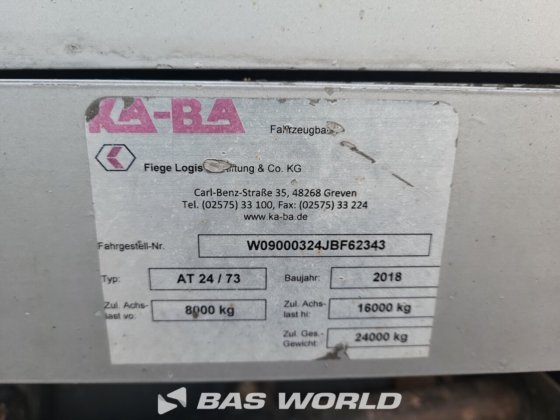 KA-BA
Fahrzeugba
Fiege Logis tung & Co. KG
Carl-Benz-Straße 35, 48268 Greven
Tel. (02575) 33 100, Fax: (02575) 33 224
www.ka-ba.de
Fahrgestell-Nr. W09000324JBF62343
Typ: AT 24 / 73 Baujahr: 2018
Zul. Achs-
last vo: 8000 kg
Zul. Achs-
last hi: 16000 kg
Zul. Ges.-
Gewicht: 24000 kg
BAS WORLD